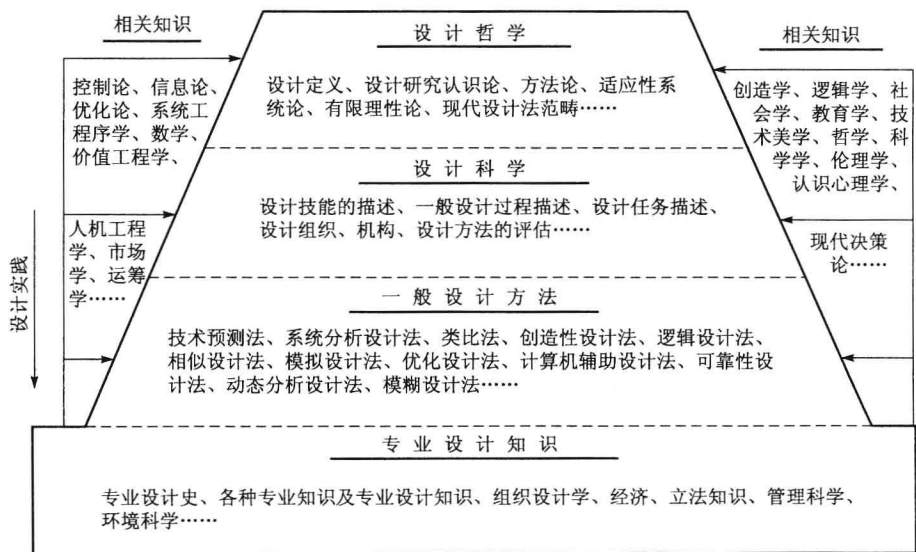 相关知识
控制论、信息论、
优化论、系统工
程序学、数学、
价值工程学、
人机工程
学、市场
学、运筹
学……
设计实践
设计哲学
设计定义、设计研究认识论、方法论、适应性系
统论、有限理性论、现代设计法范畴……
设计科学
设计技能的描述、一般设计过程描述、设计任务描述、
设计组织、机构、设计方法的评估……
一般设计方法
技术预测法、系统分析设计法、类比法、创造性设计法、逻辑设计法、
相似设计法、模拟设计法、优化设计法、计算机辅助设计法、可靠性设
计法、动态分析设计法、模糊设计法……
专业设计知识
专业设计史、各种专业知识及专业设计知识、组织设计学、经济、立法知识、管理科学、
环境科学……
相关知识
创造学、逻辑学、社
会学、教育学、技
术美学、哲学、科
学学、伦理学、
认识心理学、
现代决策
论……